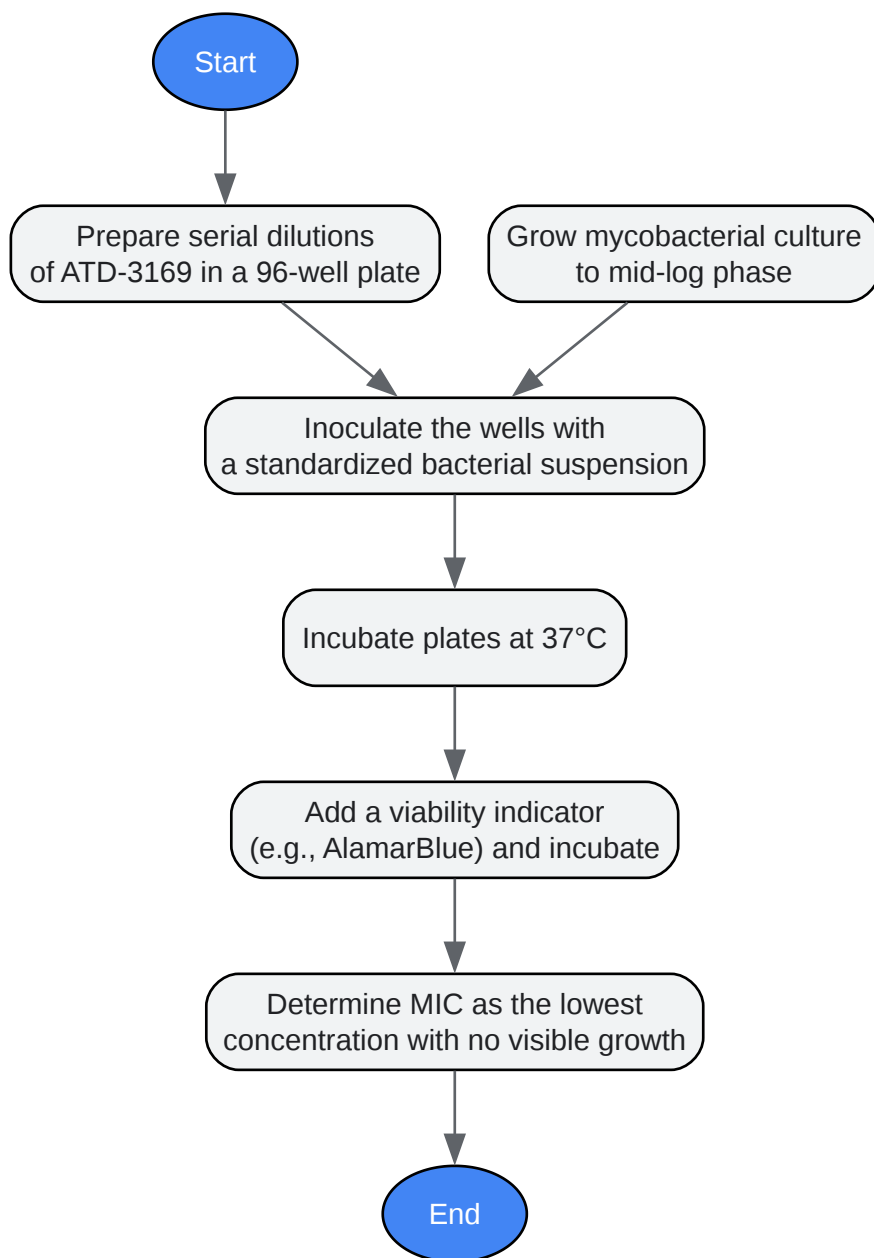 Start
Prepare serial dilutions
of ATD-3169 in a 96-well plate
Grow mycobacterial culture
to mid-log phase
Inoculate the wells with
a standardized bacterial suspension
Incubate plates at 37°C
Add a viability indicator
(e.g., AlamarBlue) and incubate
Determine MIC as the lowest
concentration with no visible growth
End